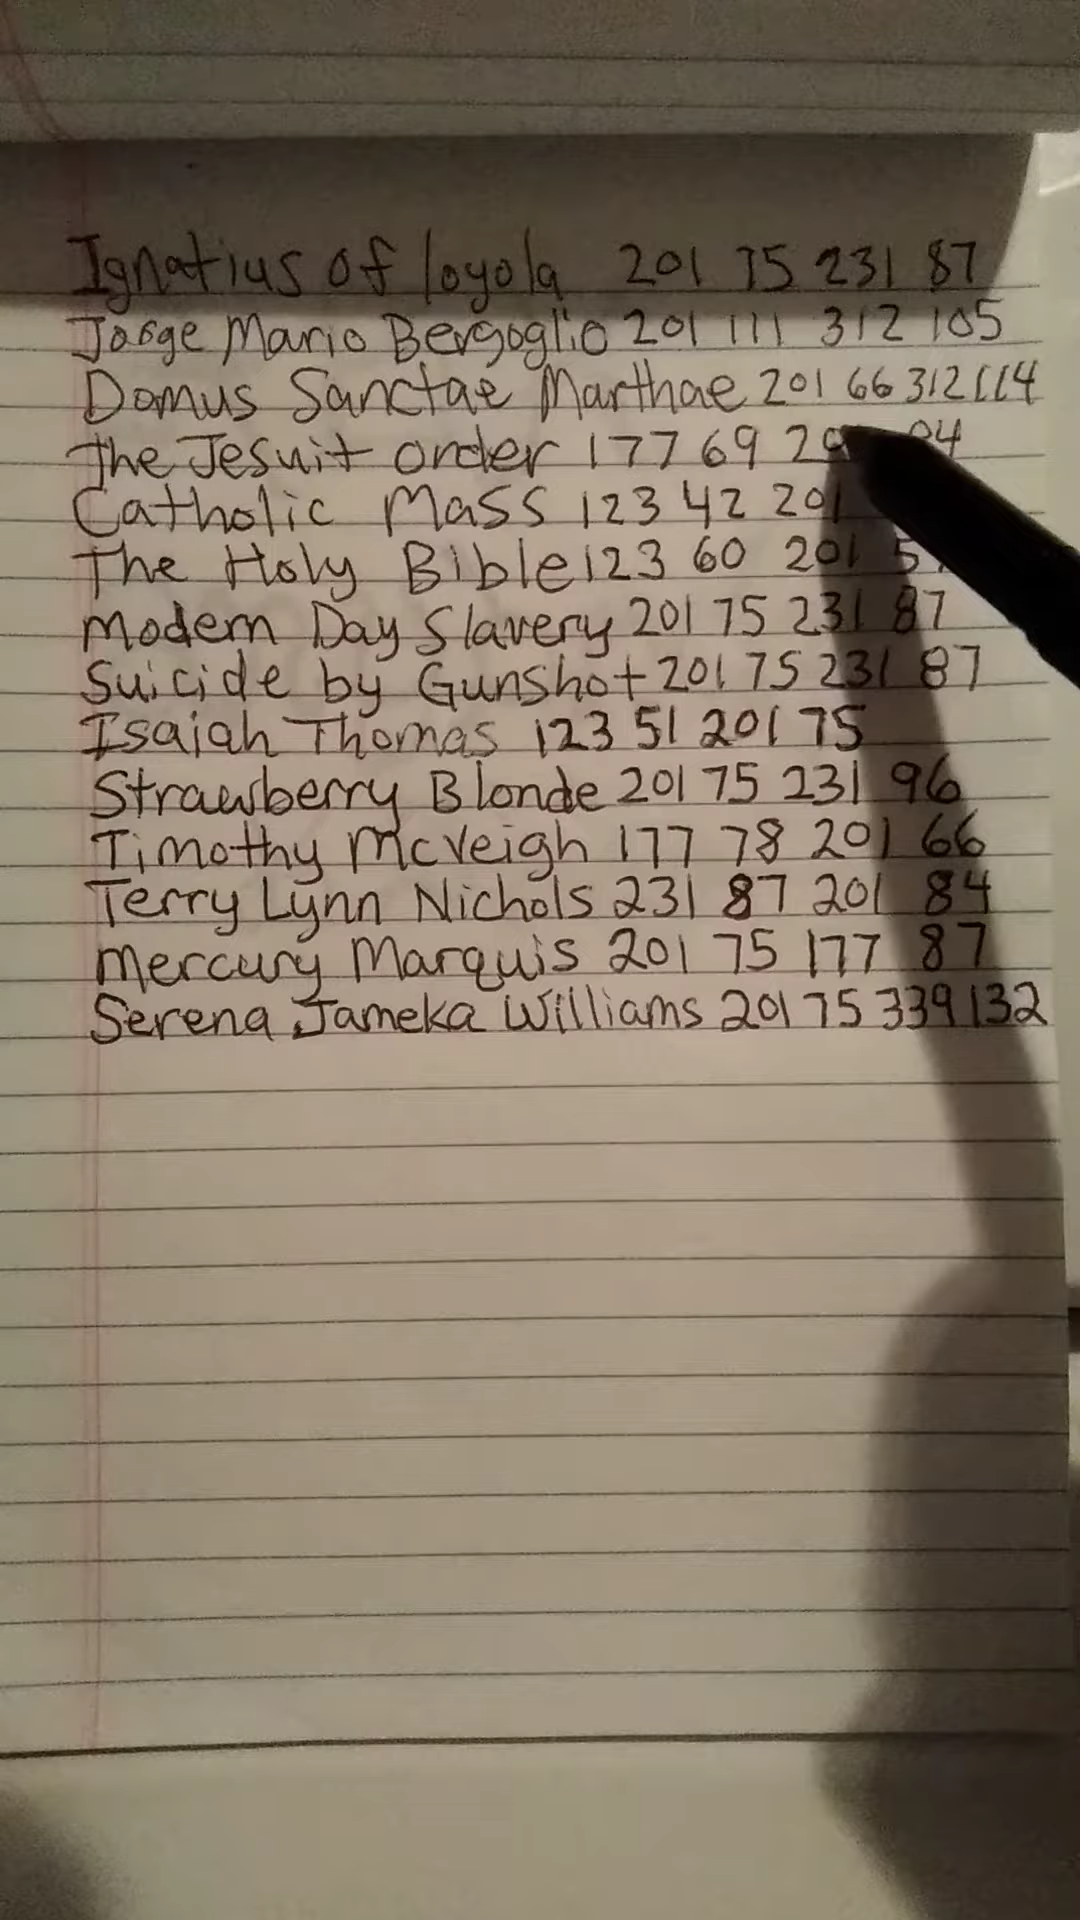 Ignatius of loyola 201 75 231 87
Jorge Mario Bergoglio 201 111 312 105
Domus Sanctae Marthae 201 66 312 114
The Jesuit order 177 69
Catholic Mass 123 42 201
The Holy Bible 123 60 201
Modern Day Slavery 201 75 231 87
Suicide by Gunshot 201 75 231 87
Isaiah Thomas 123 51 201 75
Strawberry Blonde 201 75 231 96
Timothy McVeigh 177 78 201 66
Terry Lynn Nichols 231 87 201 84
Mercury Marquis 201 75 177 87
Serena Jameka Williams 201 75 339 132